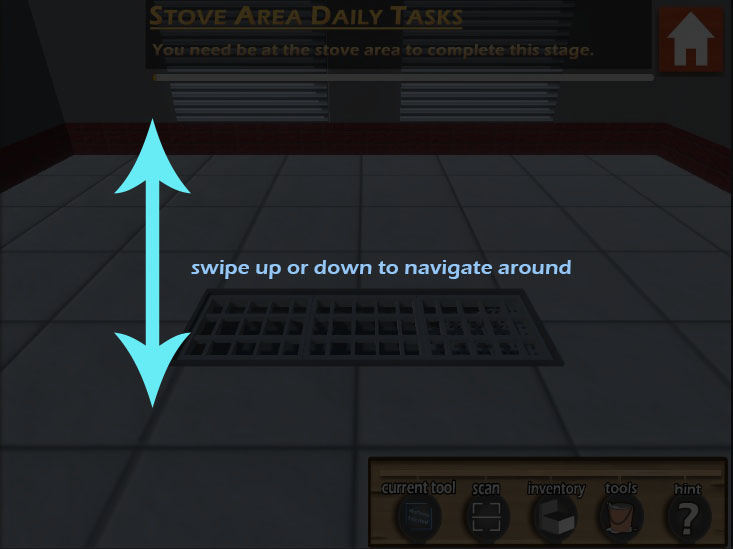 STOVE AREA DAILY TASKS
You need be at the stove area to complete this stage.
swipe up or down to navigate around
current tool scan inventory tools hint
?